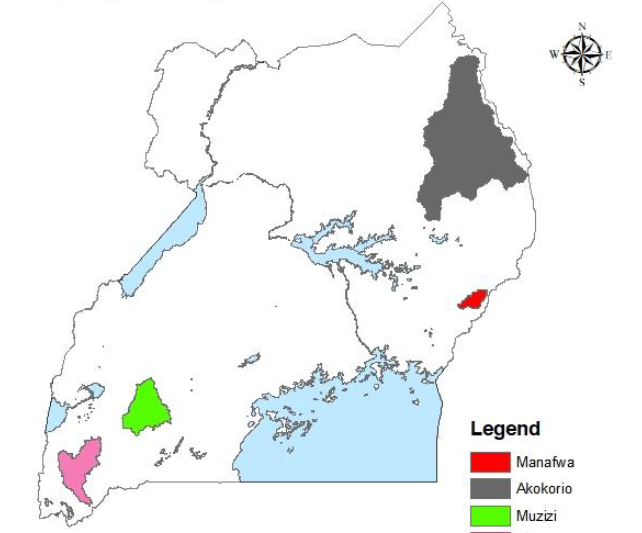 N
W E
S
Legend
Manafwa
Akokorio
Muzizi